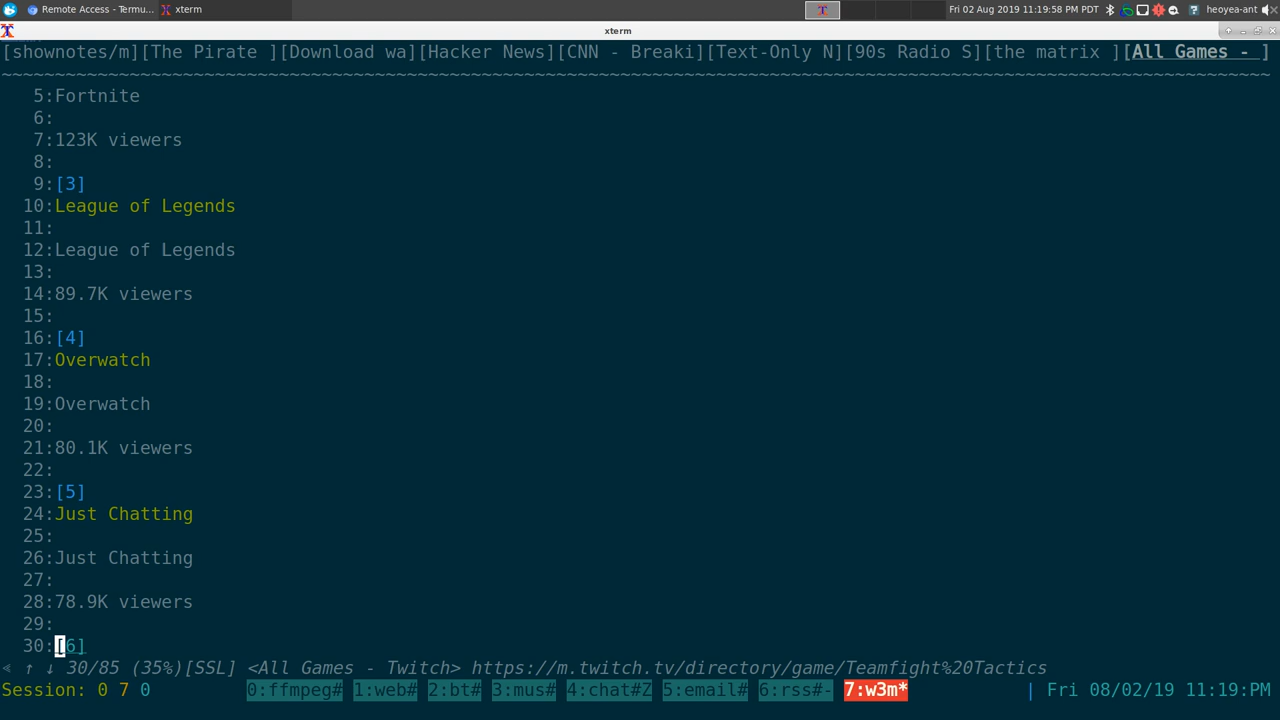 Remote Access - Termu... xterm Fri 02 Aug 2019 11:19:58 PM PDT heoyea-ant
xterm
[shownotes/m][The Pirate ][Download wa][Hacker News][CNN - Breaki][Text-Only N][90s Radio S][the matrix ][All Games - ]
5:Fortnite
6:
7:123K viewers
8:
9:[3]
10:League of Legends
11:
12:League of Legends
13:
14:89.7K viewers
15:
16:[4]
17:Overwatch
18:
19:Overwatch
20:
21:80.1K viewers
22:
23:[5]
24:Just Chatting
25:
26:Just Chatting
27:
28:78.9K viewers
29:
30:[6]
↑ ↓ 30/85 (35%)[SSL] <All Games - Twitch> https://m.twitch.tv/directory/game/Teamfight%20Tactics
Session: 0 7 0 0:ffmpeg# 1:web# 2:bt# 3:mus# 4:chat#Z 5:email# 6:rss#- 7:w3m* | Fri 08/02/19 11:19:PM